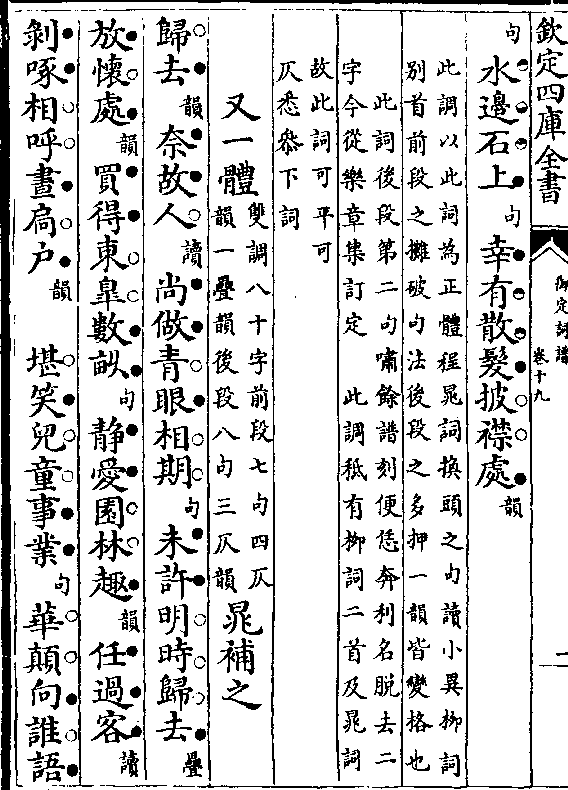 欽定四庫全書
御定詞譜
卷十九
一
句水邊石上句幸有散髮披襟處韻
此調以此詞為正體程晁詞換頭之句讀小異柳詞
別首前段之攤破句法後段之多押一韻皆變格也
此詞後段第二句嘯餘譜刻便恁奔利名脫去二
字今從樂章集訂定 此調秪有柳詞二首及晁詞
故此詞可平可
仄悉叅下詞
又一體雙調八十字前段七句四仄
韻一疊韻後段八句三仄韻晁補之
歸去韻奈故人讀尚做青眼相期句未許明時歸去疊
放懷處韻買得東臯數畝句靜愛園林趣韻任過客讀
剝啄相呼晝扃户韻 堪笑兒童事業句華顛向誰語